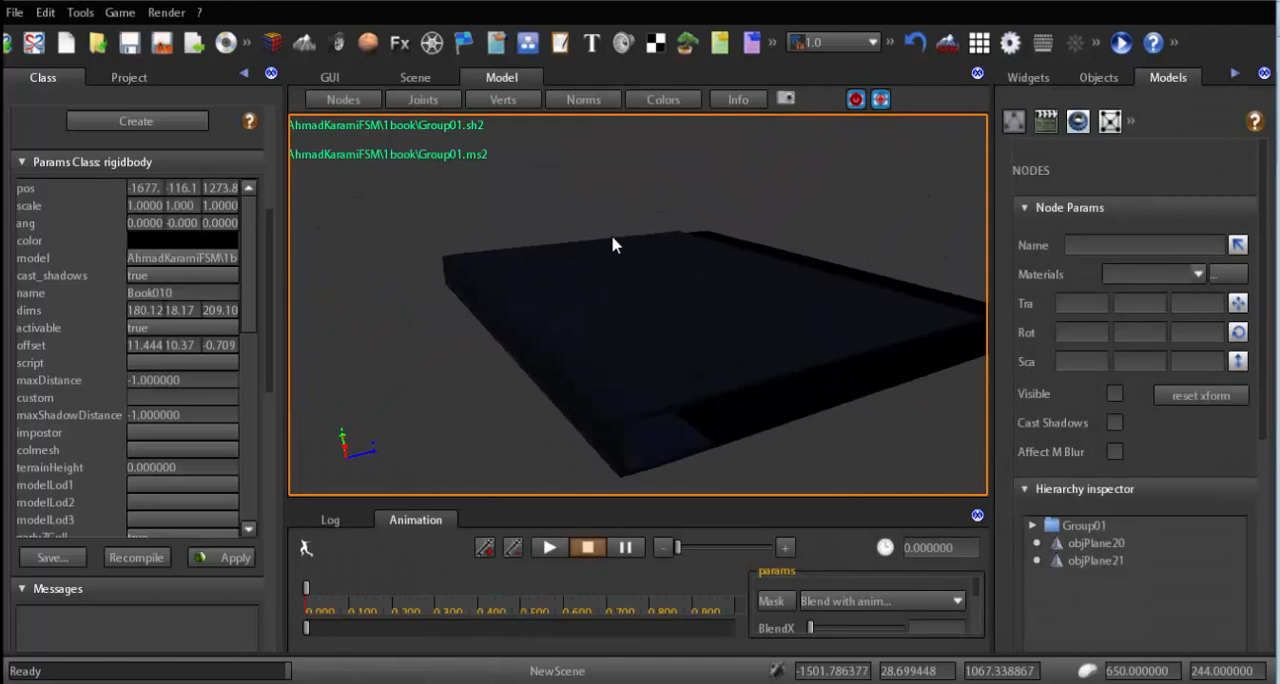 File Edit Tools Game Render ?
Fx T 1.0
Class Project
GUI Scene Model
Widgets Objects Models
Nodes Joints Verts Norms Colors Info
Create
Params Class: rigidbody
pos -1677. -116.1 1273.8
scale 1.0000 1.000 1.0000
ang 0.0000 -0.000 0.0000
color
model AhmadKaramiFSM\1b
cast_shadows true
name Book010
dims 180.12 18.17 209.10
activable true
offset 11.444 10.37 -0.709
script
maxDistance -1.000000
custom
maxShadowDistance -1.000000
impostor
colmesh
terrainHeight 0.000000
modelLod1
modelLod2
modelLod3
Save... Recompile Apply
Messages
AhmadKaramiFSM\1book\Group01.sh2
AhmadKaramiFSM\1book\Group01.ms2
Log Animation
0.000000
0.000 0.100 0.200 0.300 0.400 0.500 0.600 0.700 0.800 0.900
params
Mask Blend with anim...
BlendX
NODES
Node Params
Name
Materials ...
Tra
Rot
Sca
Visible reset xform
Cast Shadows
Affect M Blur
Hierarchy inspector
Group01
objPlane20
objPlane21
Ready NewScene -1501.786377 28.699448 1067.338867 650.000000 244.000000